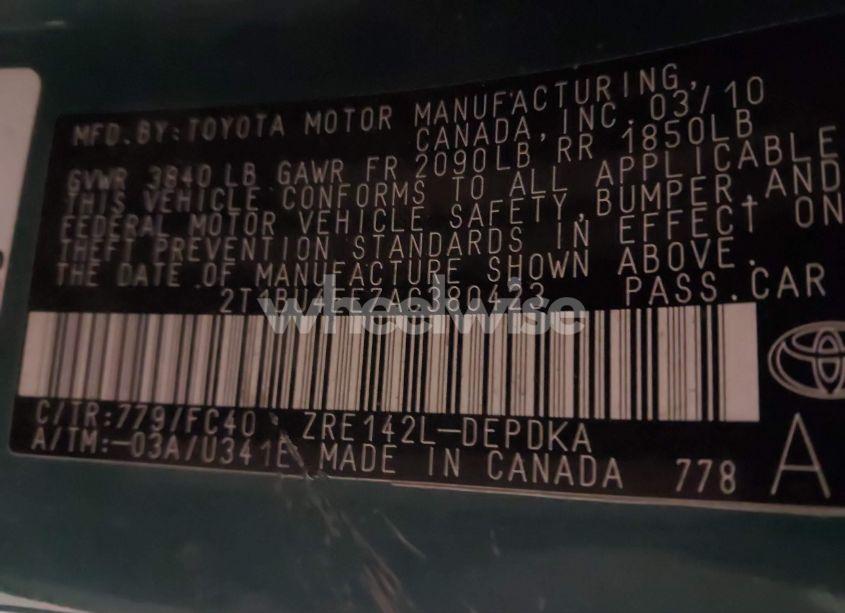 MFD.BY:TOYOTA MOTOR MANUFACTURING,
CANADA, INC. 03/10
GVWR 3840 LB GAWR FR 2090LB RR 1850LB
THIS VEHICLE CONFORMS TO ALL APPLICABLE
FEDERAL MOTOR VEHICLE SAFETY, BUMPER, AND
THEFT PREVENTION STANDARDS IN EFFECT ON
THE DATE OF MANUFACTURE SHOWN ABOVE.
PASS.CAR
wheelwise
C/TR:779/FC40 ZRE142L-DEPDKA
A/TM:-03A/U341E MADE IN CANADA 778 A